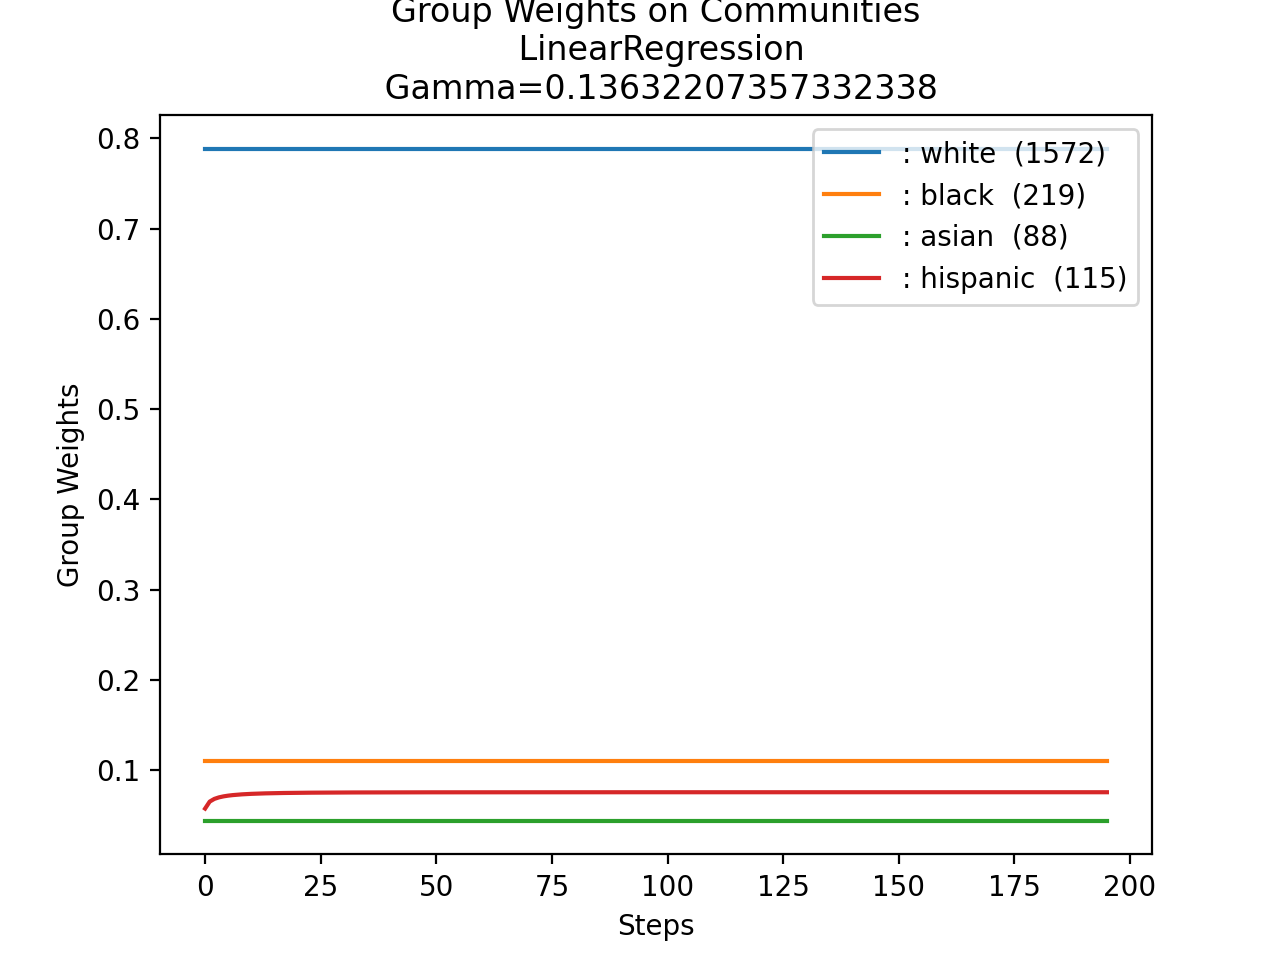 Group Weights on Communities
LinearRegression
Gamma=0.13632207357332338
: white (1572)
: black (219)
: asian (88)
: hispanic (115)
0.8
0.7
0.6
0.5
0.4
0.3
0.2
0.1
Group Weights
0 25 50 75 100 125 150 175 200
Steps